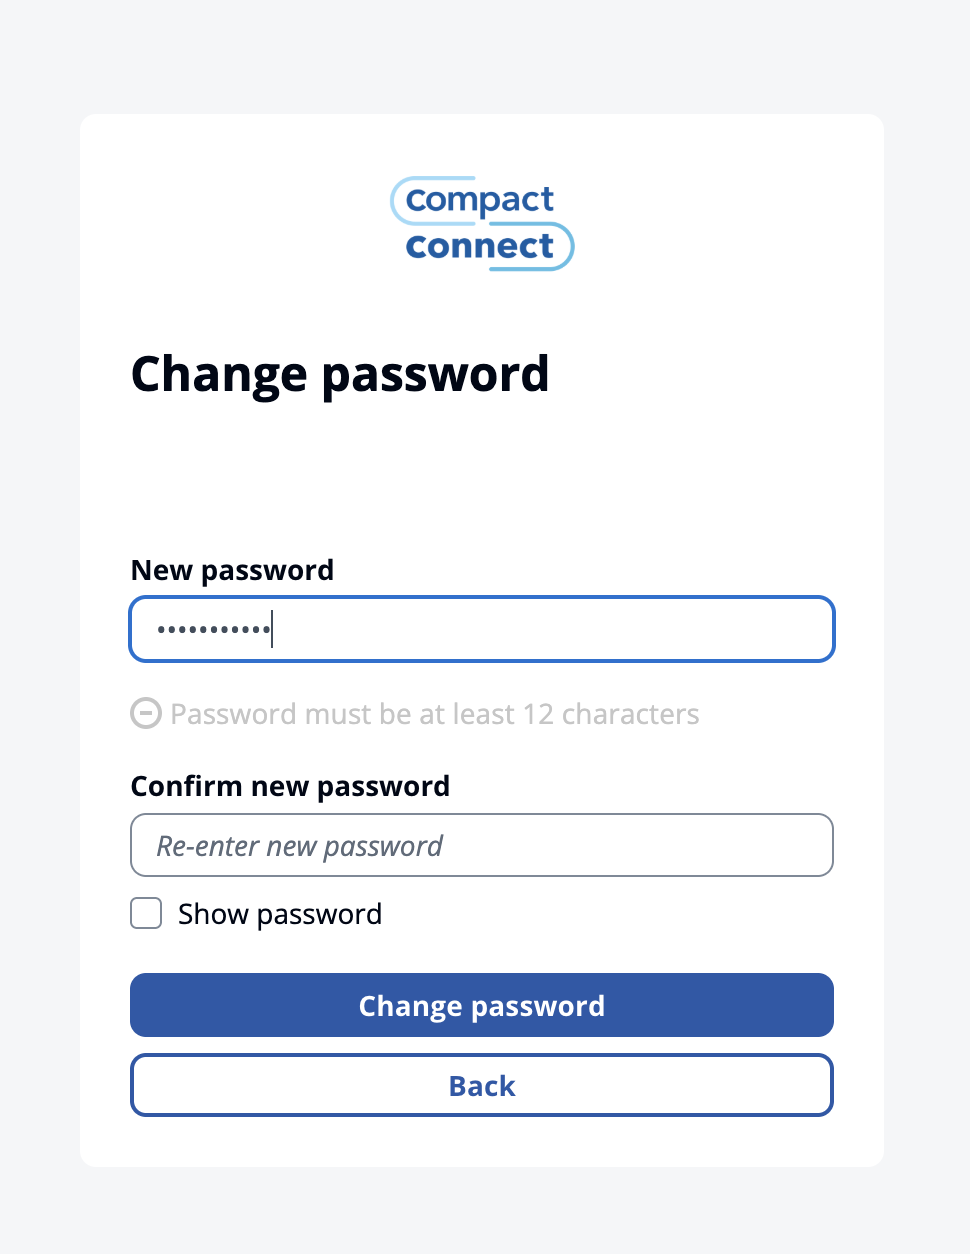 Compact
connect
Change password
New password
•••••••••••
Password must be at least 12 characters
Confirm new password
Re-enter new password
Show password
Change password
Back